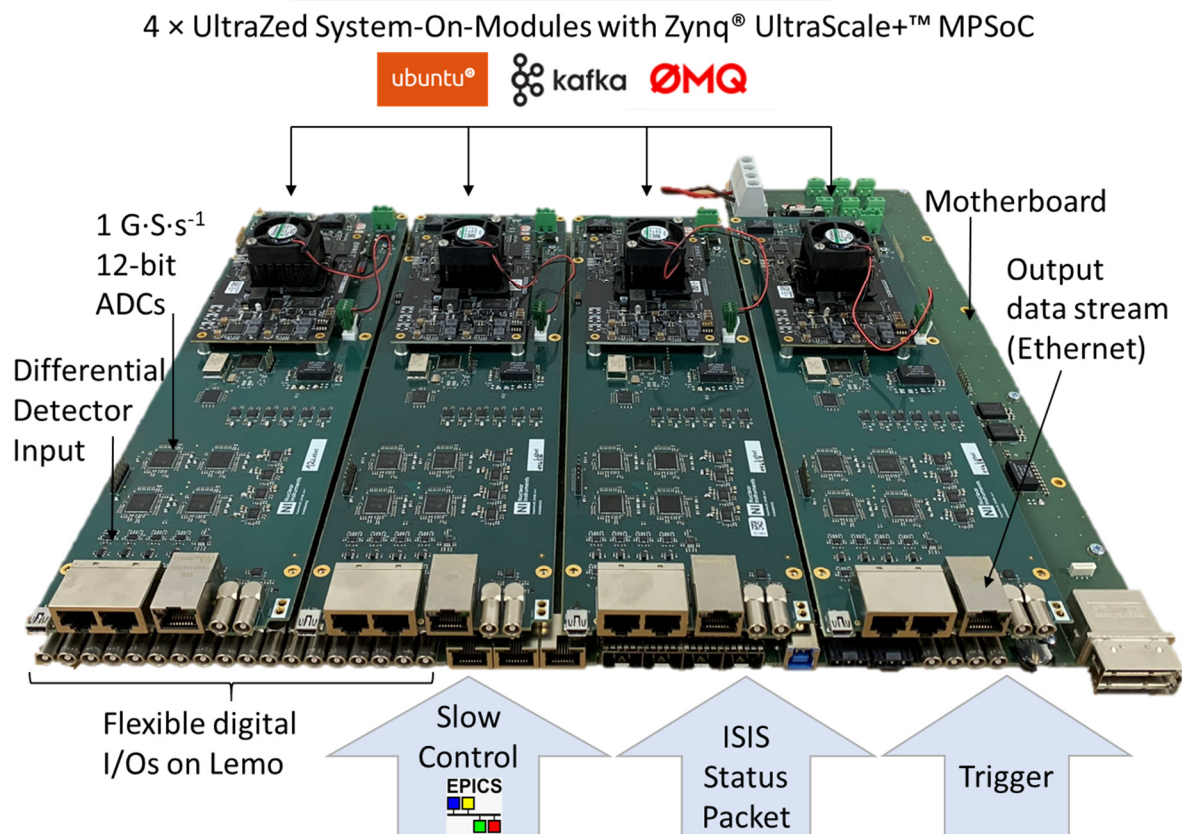 4 × UltraZed System-On-Modules with Zynq® UltraScale+™ MPSoC
ubuntu®
kafka
ØMQ
1 G·S·s⁻¹
12-bit
ADCs
Motherboard
Output
data stream
(Ethernet)
Differential
Detector
Input
Flexible digital
I/Os on Lemo
Slow
Control
EPICS
ISIS
Status
Packet
Trigger